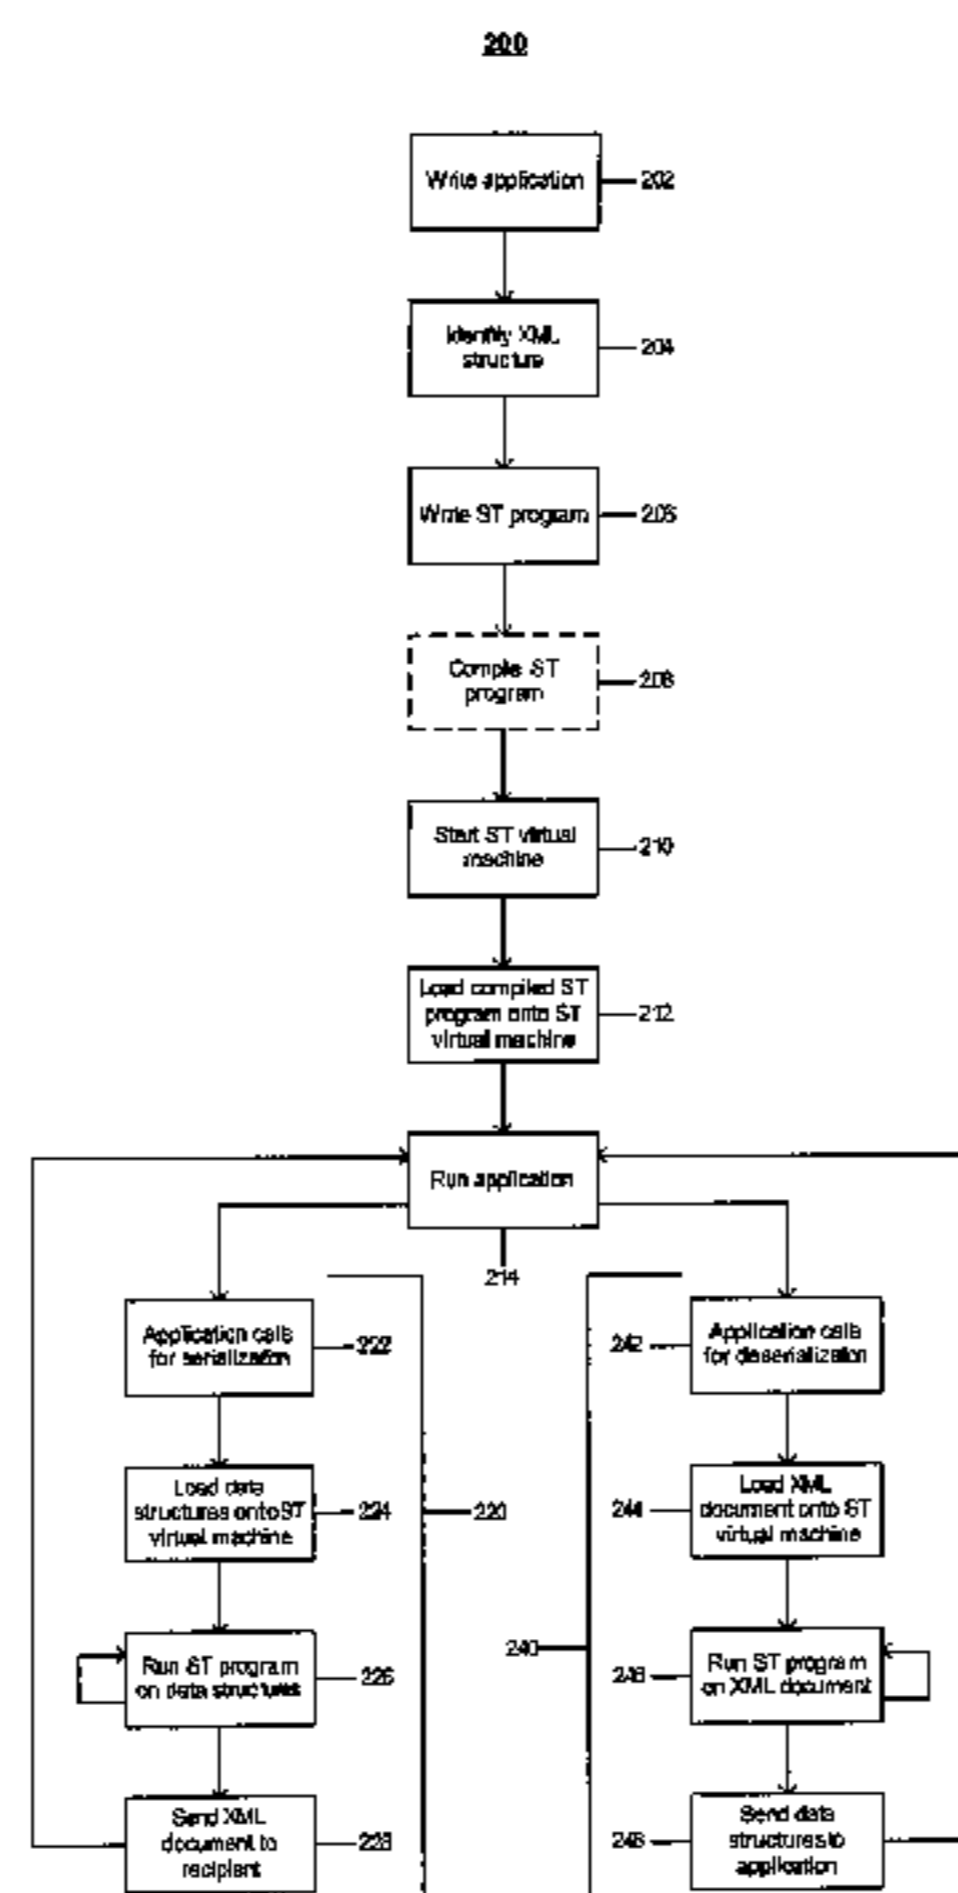 200
Write application
202
Identify XML
structure
204
Write ST program
206
Compile ST
program
208
Start ST virtual
machine
210
Load compiled ST
program onto ST
virtual machine
212
Run application
214
Application calls
for serialization
222
242
Application calls
for deserialization
Load data
structures onto ST
virtual machine
224
220
244
Load XML
document onto ST
virtual machine
Run ST program
on data structures
226
240
246
Run ST program
on XML document
Send XML
document to
recipient
228
248
Send data
structures to
application